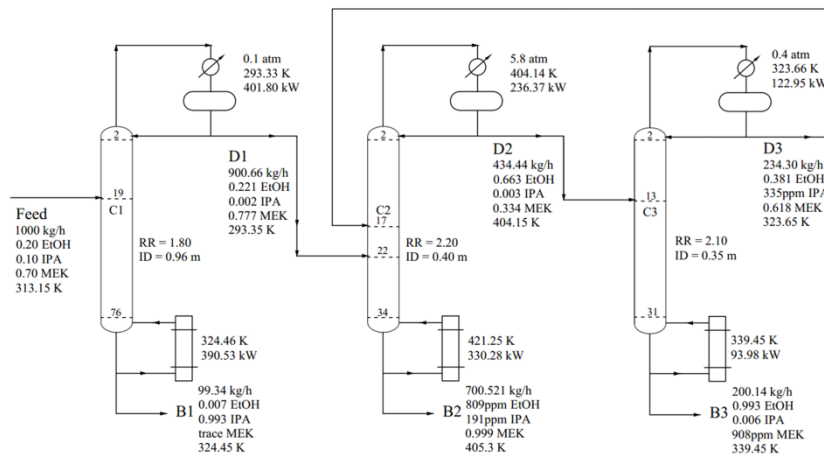 0.1 atm
293.33 K
401.80 kW
2
D1
900.66 kg/h
0.221 EtOH
0.002 IPA
0.777 MEK
293.35 K
19
C1
Feed
1000 kg/h
0.20 EtOH
0.10 IPA
0.70 MEK
313.15 K
RR = 1.80
ID = 0.96 m
76
324.46 K
390.53 kW
99.34 kg/h
0.007 EtOH
0.993 IPA
trace MEK
324.45 K
B1
5.8 atm
404.14 K
236.37 kW
2
D2
434.44 kg/h
0.663 EtOH
0.003 IPA
0.334 MEK
404.15 K
C2
17
22
RR = 2.20
ID = 0.40 m
34
421.25 K
330.28 kW
700.521 kg/h
809ppm EtOH
191ppm IPA
0.999 MEK
405.3 K
B2
0.4 atm
323.66 K
122.95 kW
2
D3
234.30 kg/h
0.381 EtOH
335ppm IPA
0.618 MEK
323.65 K
13
C3
RR = 2.10
ID = 0.35 m
31
339.45 K
93.98 kW
200.14 kg/h
0.993 EtOH
0.006 IPA
908ppm MEK
339.45 K
B3